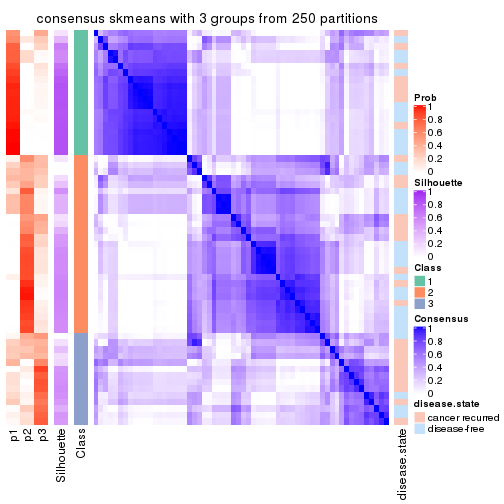 consensus skmeans with 3 groups from 250 partitions
p1
p2
p3
Silhouette
Class
disease.state
Prob
1
0.8
0.6
0.4
0.2
0
Silhouette
1
0.8
0.6
0.4
0.2
0
Class
1
2
3
Consensus
1
0.8
0.6
0.4
0.2
0
disease.state
cancer recurred
disease-free